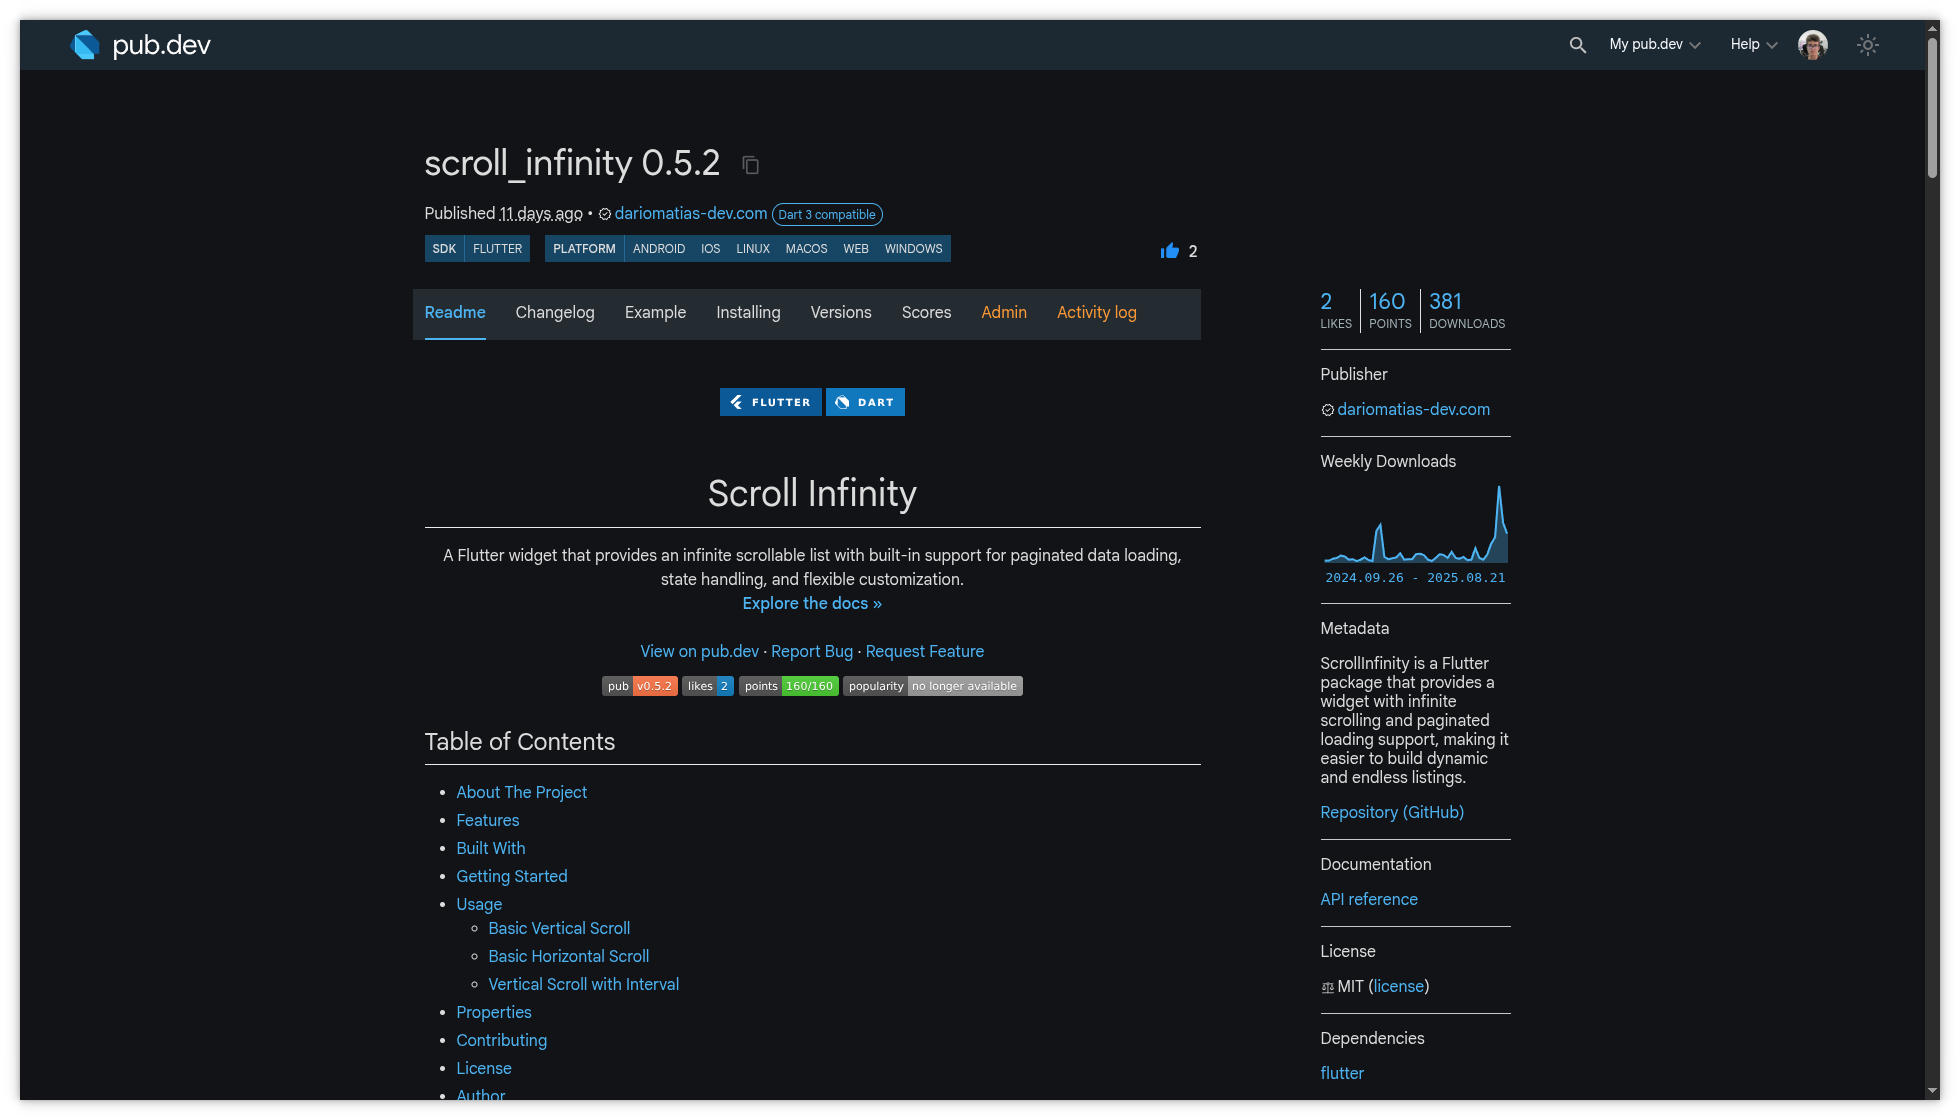 pub.dev
My pub.dev
Help
scroll_infinity 0.5.2
Published 11 days ago • dariomatias-dev.com Dart 3 compatible
SDK FLUTTER PLATFORM ANDROID IOS LINUX MACOS WEB WINDOWS
2
Readme Changelog Example Installing Versions Scores Admin Activity log
FLUTTER DART
Scroll Infinity
A Flutter widget that provides an infinite scrollable list with built-in support for paginated data loading,
state handling, and flexible customization.
Explore the docs »
View on pub.dev · Report Bug · Request Feature
pub v0.5.2 likes 2 points 160/160 popularity no longer available
Table of Contents
• About The Project
• Features
• Built With
• Getting Started
• Usage
◦ Basic Vertical Scroll
◦ Basic Horizontal Scroll
◦ Vertical Scroll with Interval
• Properties
• Contributing
• License
• Author
2 160 381
LIKES POINTS DOWNLOADS
Publisher
dariomatias-dev.com
Weekly Downloads
2024.09.26 - 2025.08.21
Metadata
ScrollInfinity is a Flutter
package that provides a
widget with infinite
scrolling and paginated
loading support, making it
easier to build dynamic
and endless listings.
Repository (GitHub)
Documentation
API reference
License
MIT (license)
Dependencies
flutter